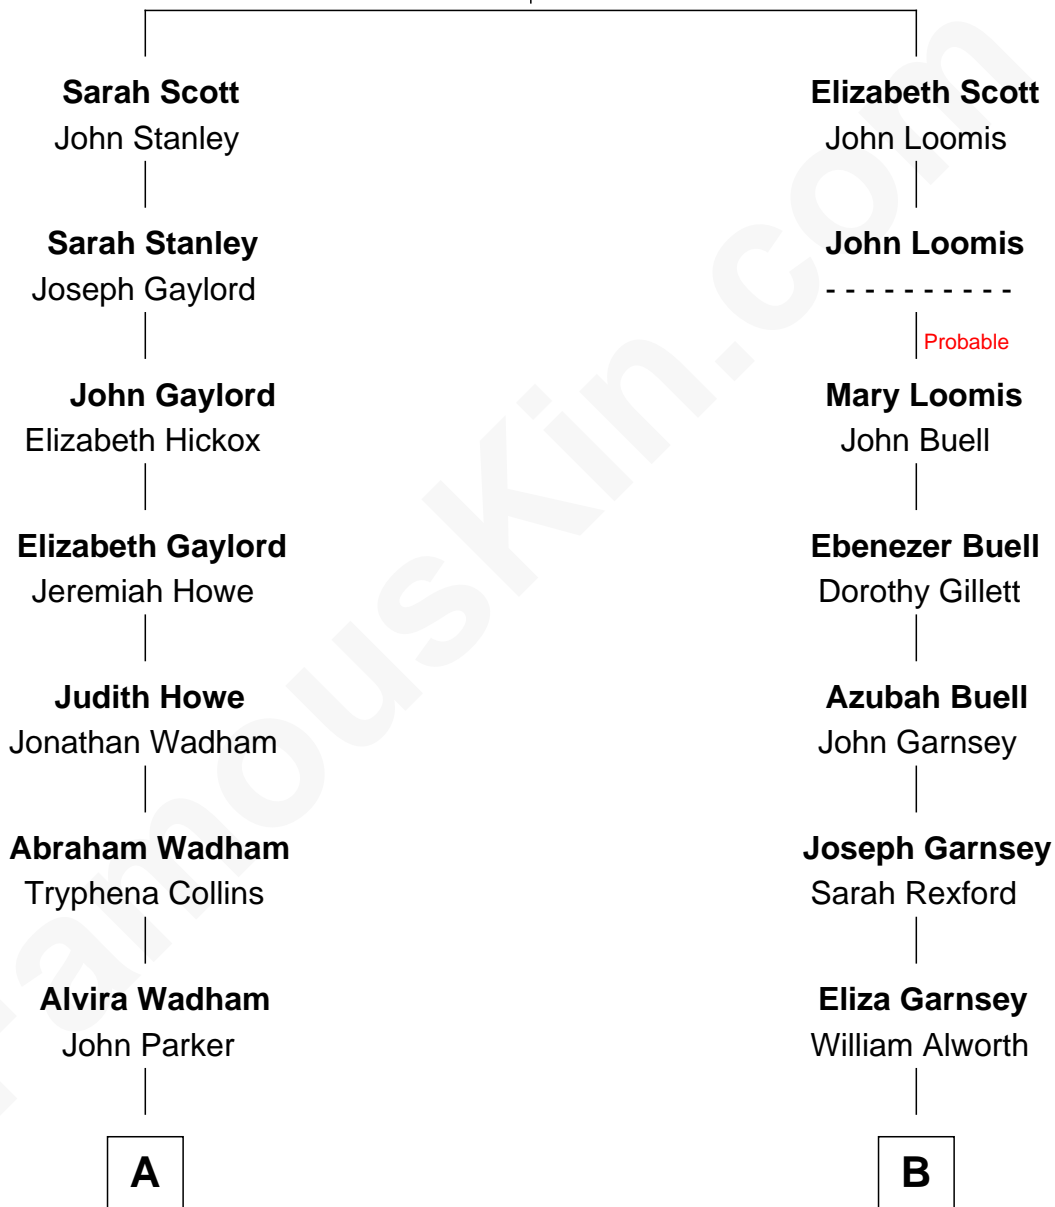 Sarah Scott
John Stanley
Elizabeth Scott
John Loomis
Sarah Stanley
Joseph Gaylord
John Loomis
- - - - - - - - - -
Probable
John Gaylord
Elizabeth Hickox
Mary Loomis
John Buell
Elizabeth Gaylord
Jeremiah Howe
Ebenezer Buell
Dorothy Gillett
Judith Howe
Jonathan Wadham
Azubah Buell
John Garnsey
Abraham Wadham
Tryphena Collins
Joseph Garnsey
Sarah Rexford
Alvira Wadham
John Parker
Eliza Garnsey
William Alworth
A
B
FamousKin.com